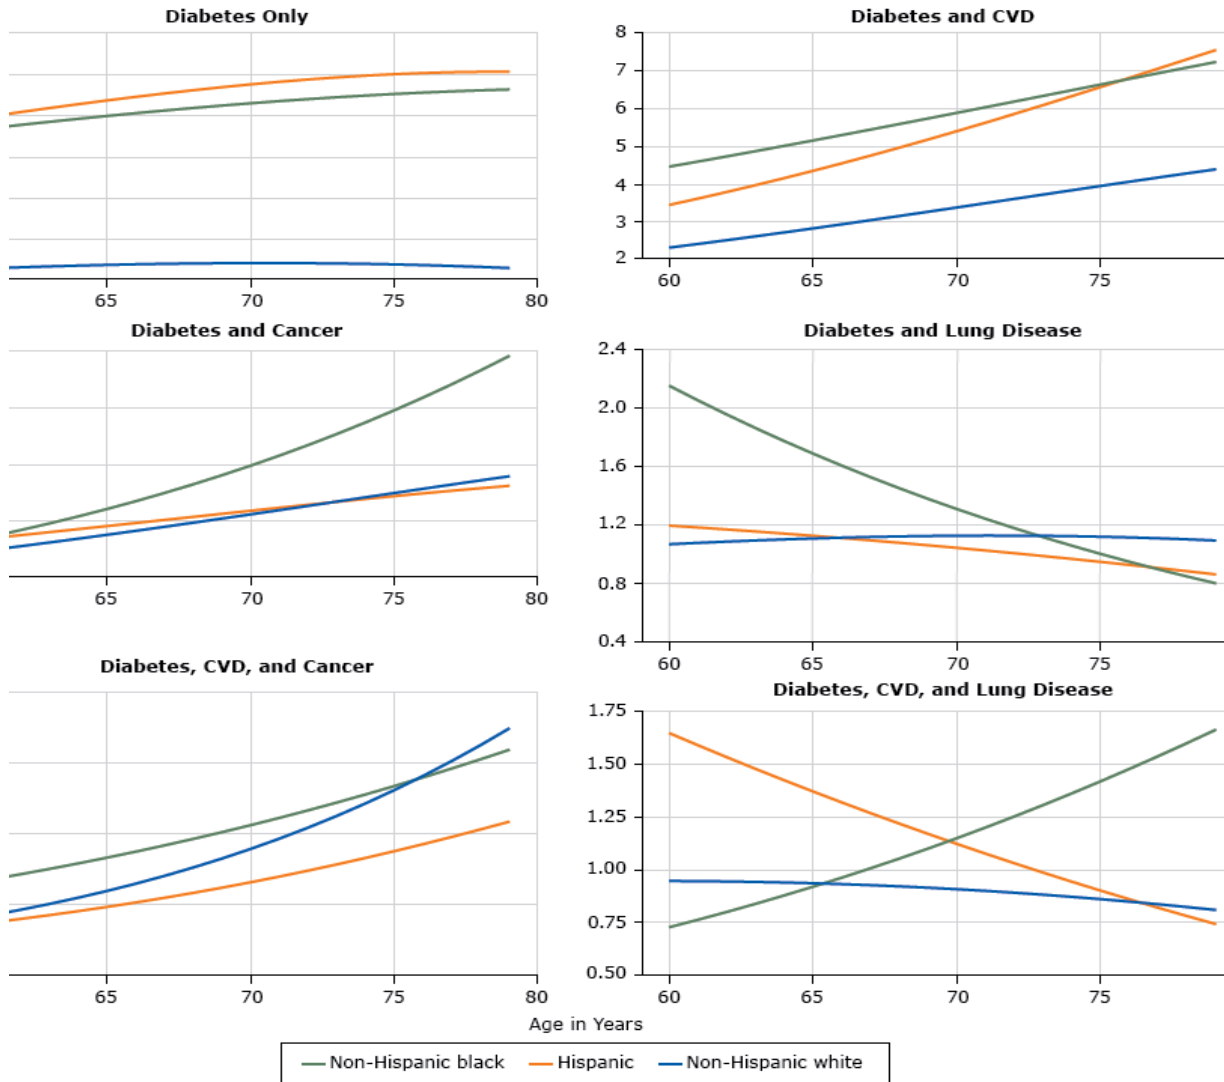 Diabetes Only
Diabetes and CVD
8
7
6
5
4
3
2
65 70 75 80
60 65 70 75
Diabetes and Cancer
Diabetes and Lung Disease
2.4
2.0
1.6
1.2
0.8
0.4
65 70 75 80
60 65 70 75
Diabetes, CVD, and Cancer
Diabetes, CVD, and Lung Disease
1.75
1.50
1.25
1.00
0.75
0.50
65 70 75 80
60 65 70 75
Age in Years
Non-Hispanic black Hispanic Non-Hispanic white